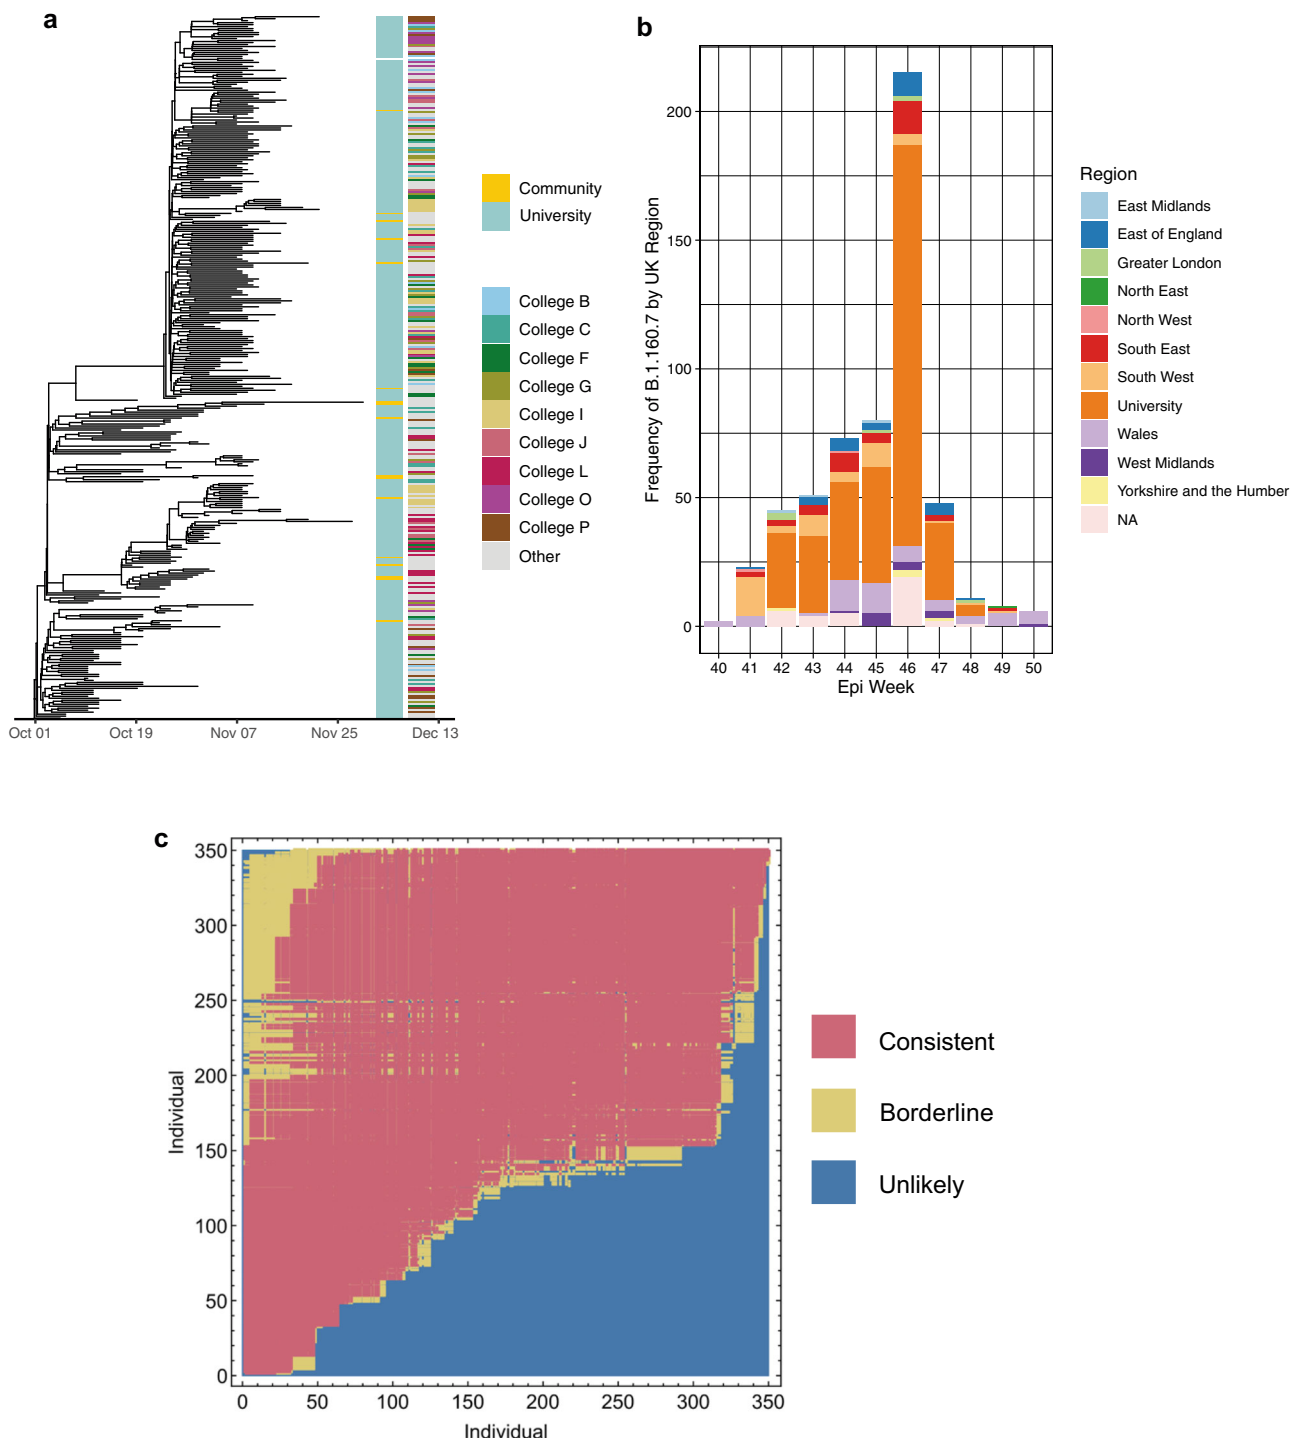 a
Community
University
College B
College C
College F
College G
College I
College J
College L
College O
College P
Other
Oct 01
Oct 19
Nov 07
Nov 25
Dec 13
b
Frequency of B.1.160.7 by UK Region
200
150
100
50
0
40 41 42 43 44 45 46 47 48 49 50
Epi Week
Region
East Midlands
East of England
Greater London
North East
North West
South East
South West
University
Wales
West Midlands
Yorkshire and the Humber
NA
c
Individual
350
300
250
200
150
100
50
0
0 50 100 150 200 250 300 350
Individual
Consistent
Borderline
Unlikely